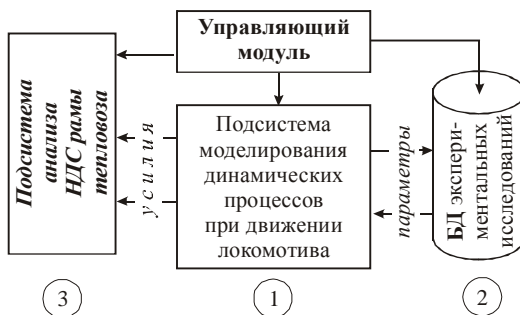 Управляющий
модуль
Подсистема
анализа
НДС рамы
тепловоза
усилия
Подсистема
моделирования
динамических
процессов
при движении
локомотива
параметры
БД экспери-
ментальных
исследований
3
1
2